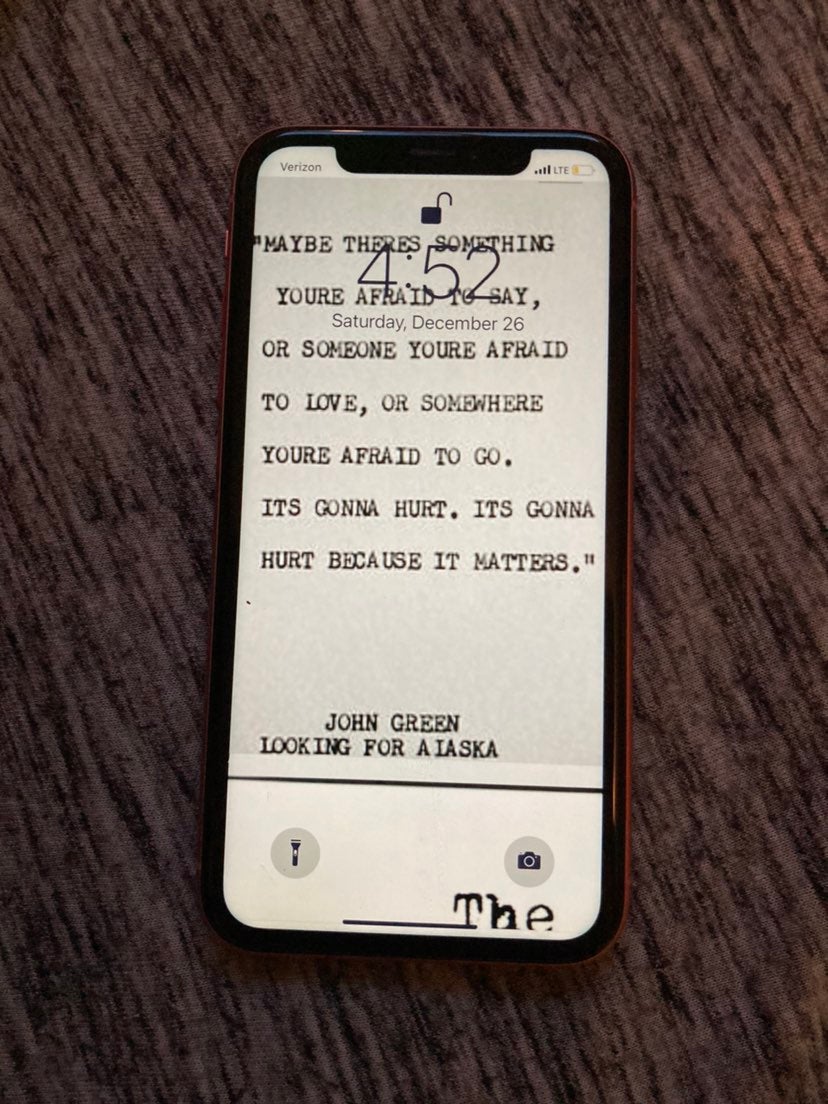 Verizon LTE
"MAYBE THERES SOMETHING
4:52
YOURE AFRAID TO SAY,
Saturday, December 26
OR SOMEONE YOURE AFRAID
TO LOVE, OR SOMEWHERE
YOURE AFRAID TO GO.
ITS GONNA HURT. ITS GONNA
HURT BECAUSE IT MATTERS."
JOHN GREEN
LOOKING FOR ALASKA
The